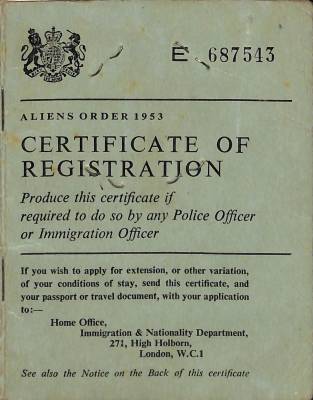 E 687543
ALIENS ORDER 1953
CERTIFICATE OF
REGISTRATION
Produce this certificate if
required to do so by any Police Officer
or Immigration Officer
If you wish to apply for extension, or other variation,
of your conditions of stay, send this certificate, and
your passport or travel document, with your application
to:—
Home Office,
Immigration & Nationality Department,
271, High Holborn,
London, W.C.1
See also the Notice on the Back of this certificate